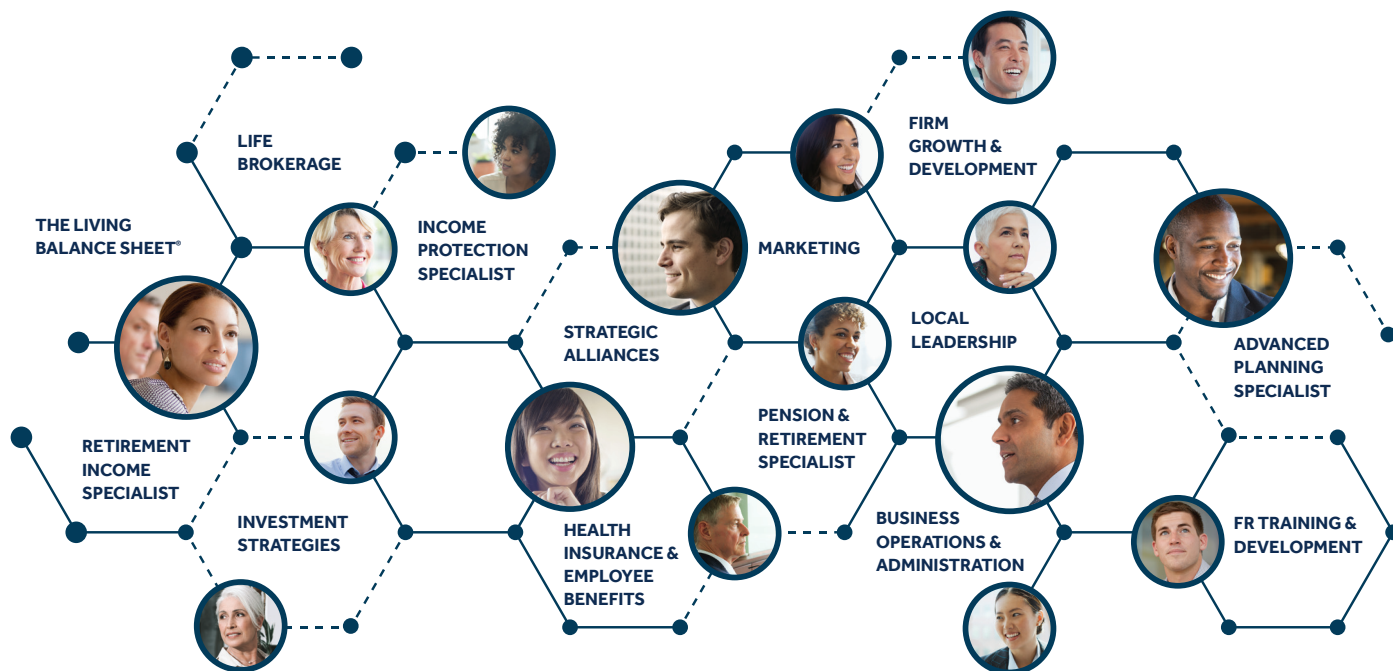 LIFE
BROKERAGE
THE LIVING
BALANCE SHEET®
INCOME
PROTECTION
SPECIALIST
RETIREMENT
INCOME
SPECIALIST
INVESTMENT
STRATEGIES
STRATEGIC
ALLIANCES
HEALTH
INSURANCE &
EMPLOYEE
BENEFITS
MARKETING
PENSION &
RETIREMENT
SPECIALIST
FIRM
GROWTH &
DEVELOPMENT
LOCAL
LEADERSHIP
BUSINESS
OPERATIONS &
ADMINISTRATION
ADVANCED
PLANNING
SPECIALIST
FR TRAINING &
DEVELOPMENT